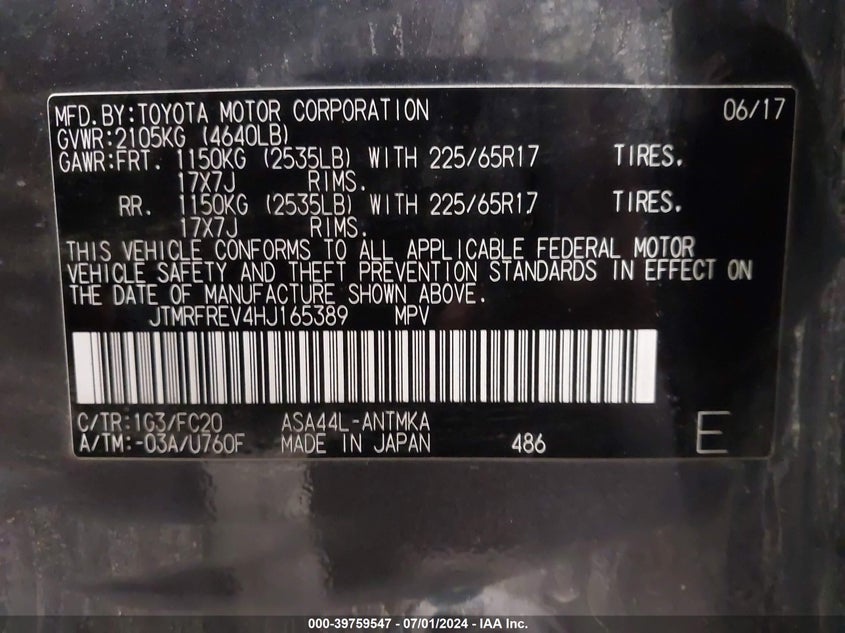 MFD.BY:TOYOTA MOTOR CORPORATION 06/17
GVWR:2105KG (4640LB)
GAWR:FRT. 1150KG (2535LB) WITH 225/65R17 TIRES.
17X7J RIMS.
RR. 1150KG (2535LB) WITH 225/65R17 TIRES.
17X7J RIMS.
THIS VEHICLE CONFORMS TO ALL APPLICABLE FEDERAL MOTOR
VEHICLE SAFETY AND THEFT PREVENTION STANDARDS IN EFFECT ON
THE DATE OF MANUFACTURE SHOWN ABOVE.
JTMRFREV4HJ165389 MPV
C/TR:1G3/FC20 ASA44L-ANTMKA
A/TM:-03A/U760F MADE IN JAPAN 486 E
000-39759547 - 07/01/2024 - IAA Inc.